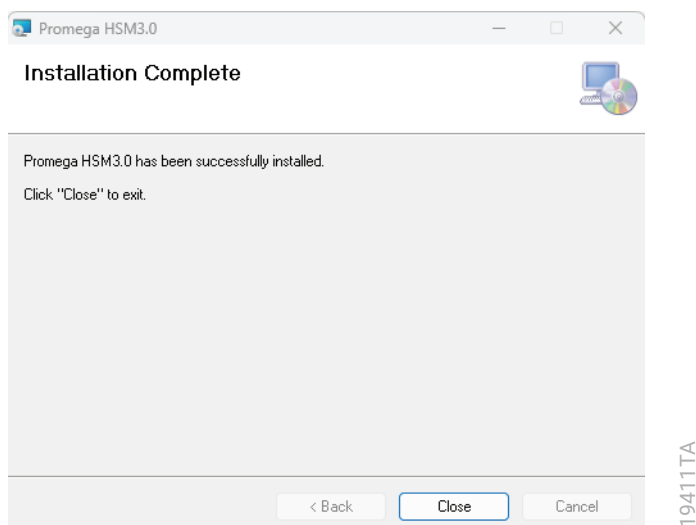 Promega HSM3.0
Installation Complete
Promega HSM3.0 has been successfully installed.
Click "Close" to exit.
< Back
Close
Cancel
19411TA